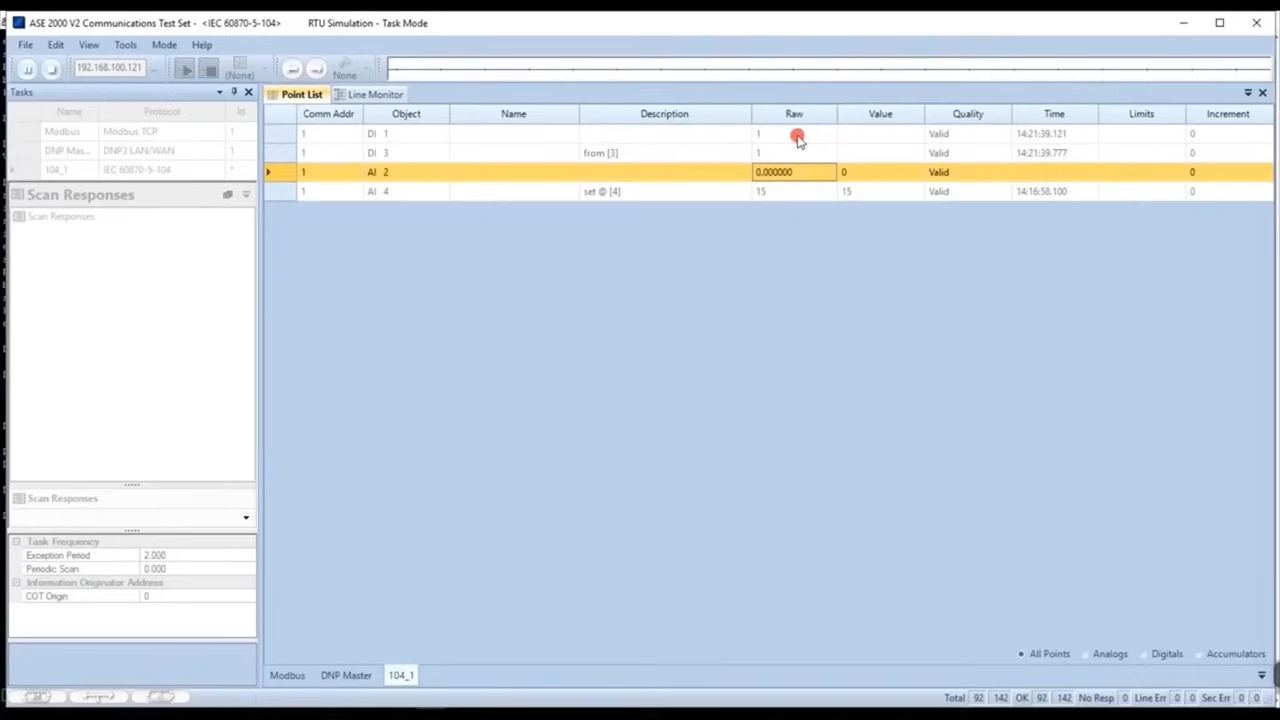 ASE 2000 V2 Communications Test Set - <IEC 60870-5-104> RTU Simulation - Task Mode
File Edit View Tools Mode Help
192.168.100.121 ... (None) None
Tasks
Name Protocol Id
Modbus Modbus TCP 1
DNP Mas... DNP3 LAN/WAN 1
104_1 IEC 60870-5-104 *
Scan Responses
Scan Responses
Scan Responses
Task Frequency
Exception Period 2.000
Periodic Scan 0.000
Information Originator Address
COT Origin 0
Point List Line Monitor
Comm Addr Object Name Description Raw Value Quality Time Limits Increment
1 DI 1 1 Valid 14:21:39.121 0
1 DI 3 from [3] 1 Valid 14:21:39.777 0
1 AI 2 0.000000 0 Valid 0
1 AI 4 set @ [4] 15 15 Valid 14:16:58.100 0
All Points Analogs Digitals Accumulators
Modbus DNP Master 104_1
Total 92 142 OK 92 142 No Resp 0 Line Err 0 0 Sec Err 0 0